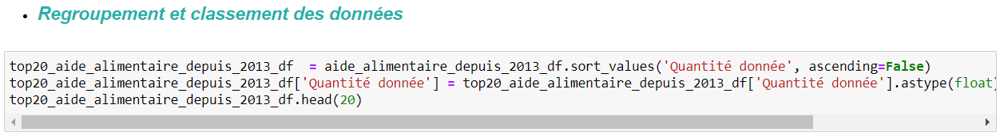 Regroupement et classement des données
top20_aide_alimentaire_depuis_2013_df  = aide_alimentaire_depuis_2013_df.sort_values('Quantité donnée', ascending=False)
top20_aide_alimentaire_depuis_2013_df['Quantité donnée'] = top20_aide_alimentaire_depuis_2013_df['Quantité donnée'].astype(float)
top20_aide_alimentaire_depuis_2013_df.head(20)